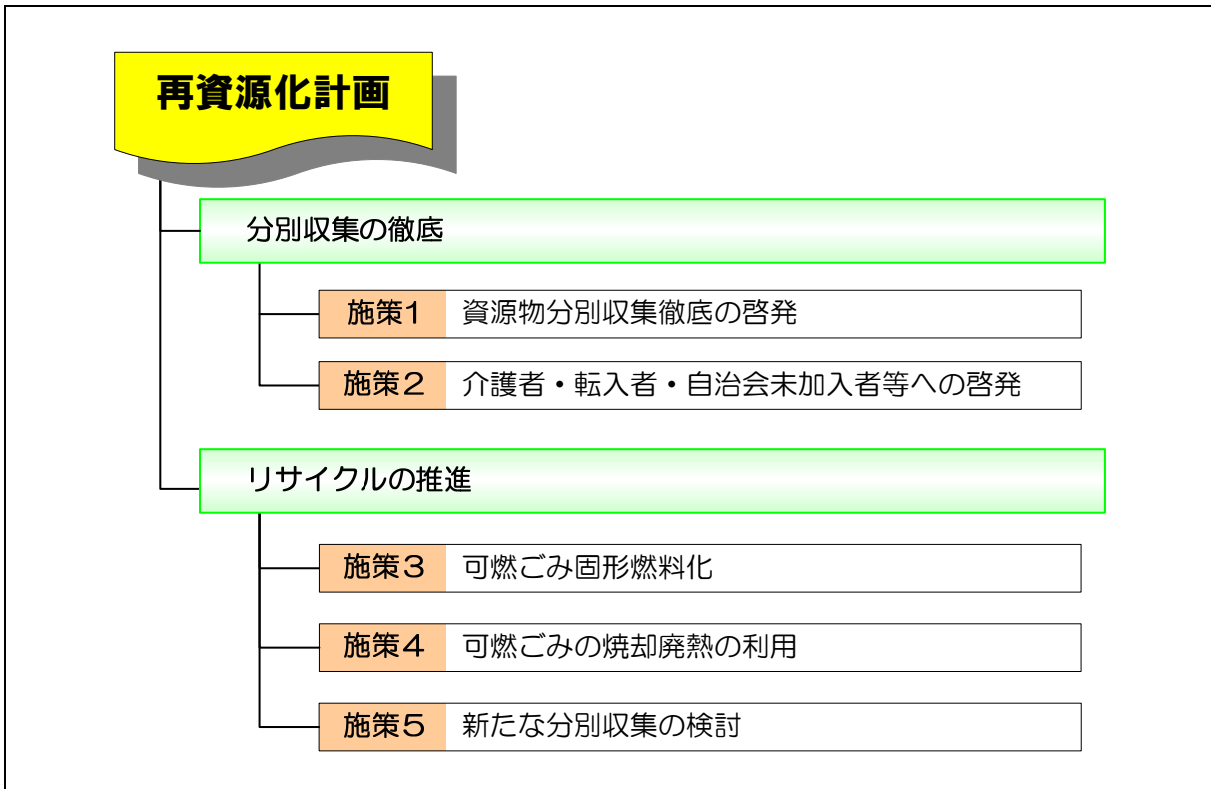 再資源化計画
分別収集の徹底
施策1 資源物分別収集徹底の啓発
施策２ 介護者・転入者・自治会未加入者等への啓発
リサイクルの推進
施策３ 可燃ごみ固形燃料化
施策４ 可燃ごみの焼却廃熱の利用
施策５ 新たな分別収集の検討